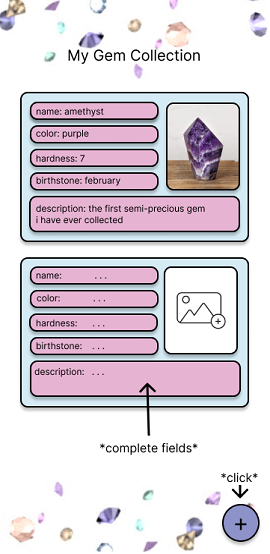 My Gem Collection
name: amethyst
color: purple
hardness: 7
birthstone: february
description: the first semi-precious gem
i have ever collected
name: ...
color: ...
hardness: ...
birthstone: ...
description: ...
*complete fields*
*click*
+